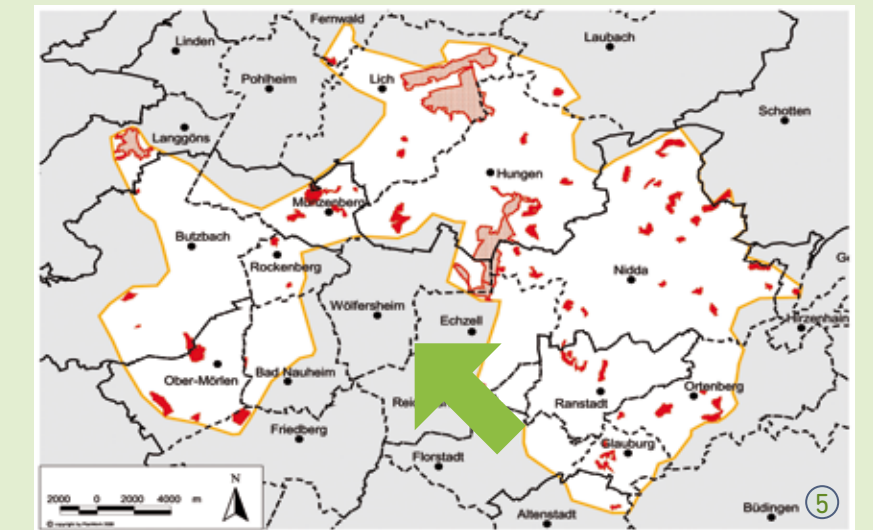 Fernwald
Linden
Laubach
Pohlheim
Lich
Schotten
Langgöns
Hungen
Münzenberg
Butzbach
Rockenberg
Nidda
Wölfersheim
Echzell
Hirzenhain
Ober-Mörlen
Bad Nauheim
Ortenberg
Ranstadt
Friedberg
Glauburg
Florstadt
Altenstadt
Büdingen
N
2000 0 2000 4000 m
5